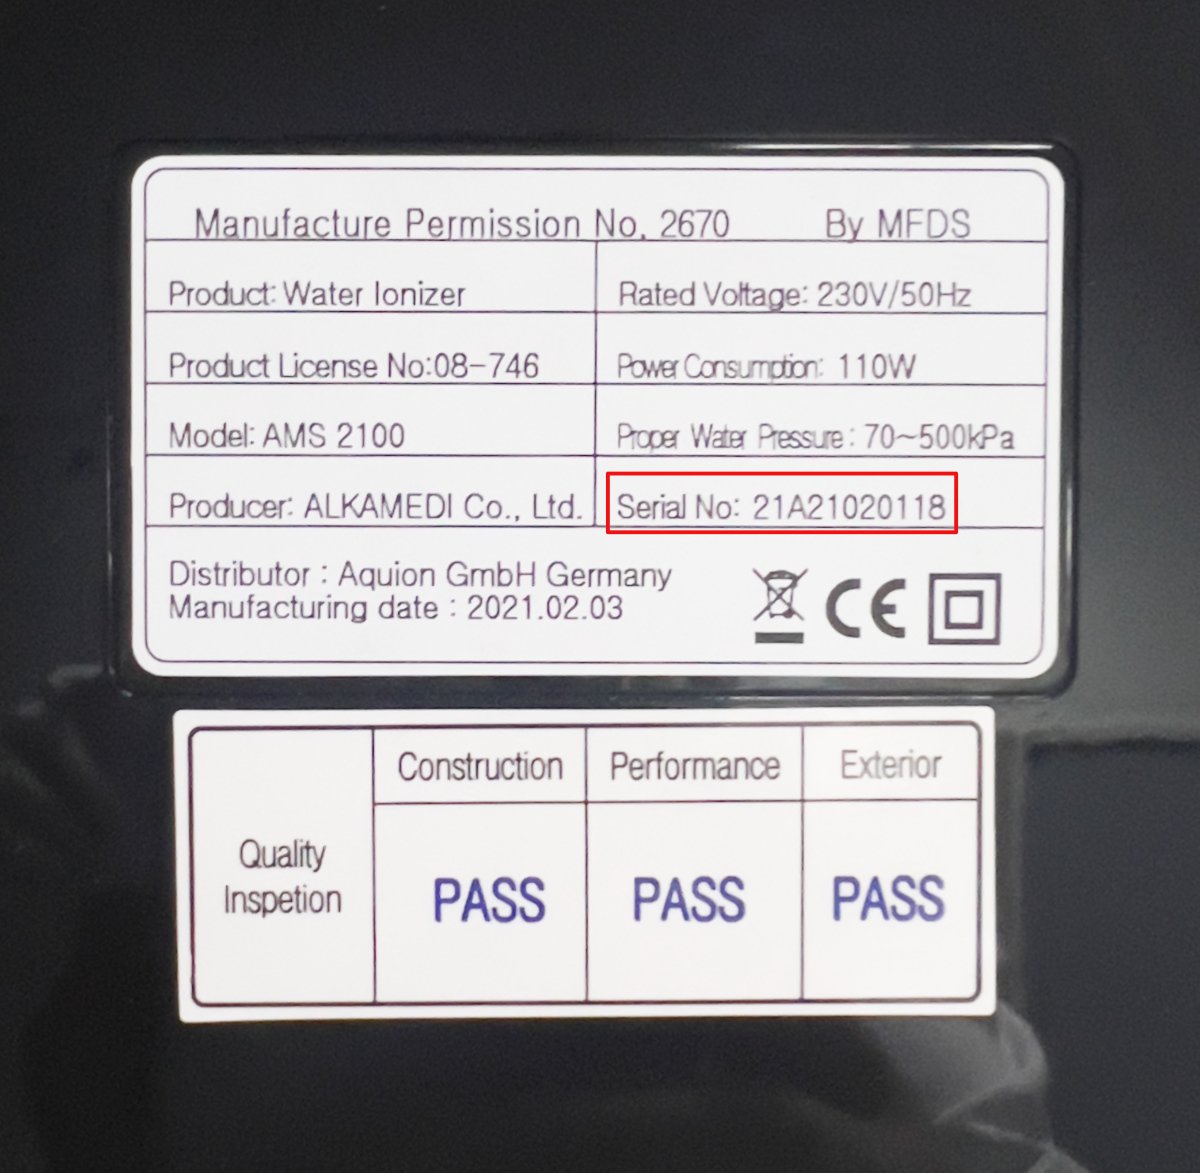 Manufacture Permission No. 2670 By MFDS
Product: Water Ionizer
Rated Voltage: 230V/50Hz
Product License No:08-746
Power Consumption: 110W
Model: AMS 2100
Proper Water Pressure : 70~500kPa
Producer: ALKAMEDI Co., Ltd.
Serial No: 21A21020118
Distributor : Aquion GmbH Germany
Manufacturing date : 2021.02.03
CE
Quality
Inspetion
Construction
Performance
Exterior
PASS
PASS
PASS